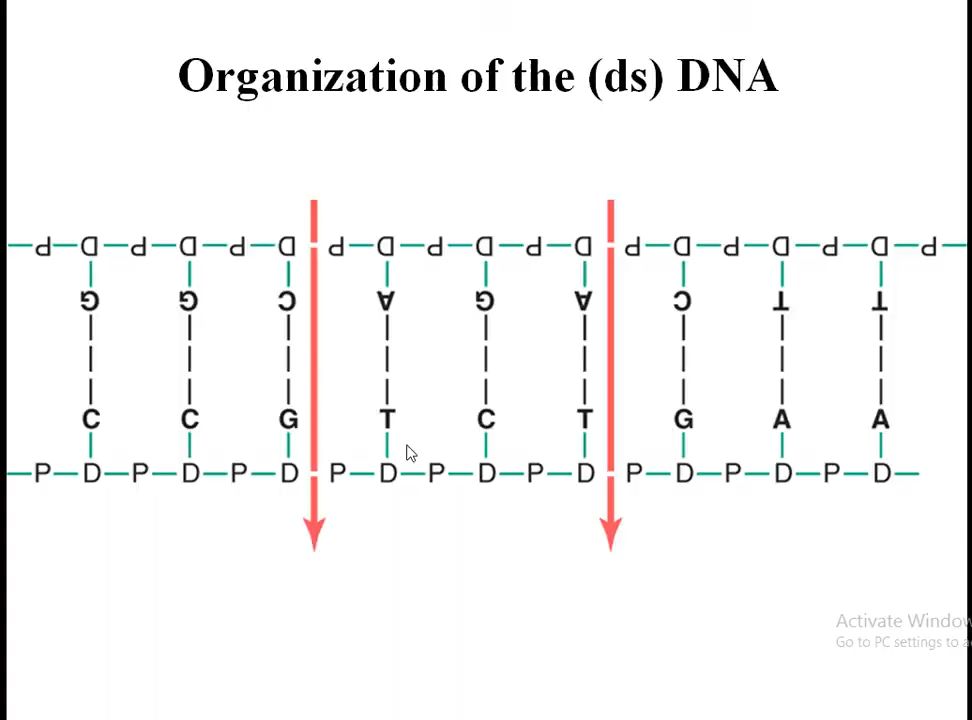 Organization of the (ds) DNA
P—D—P—D—P—D P—D—P—D—P—D P—D—P—D—P—D—P
G G C A G A C T T
C C G T C T G A A
P—D—P—D—P—D P—D—P—D—P—D P—D—P—D—P—D
Activate Window
Go to PC settings to a